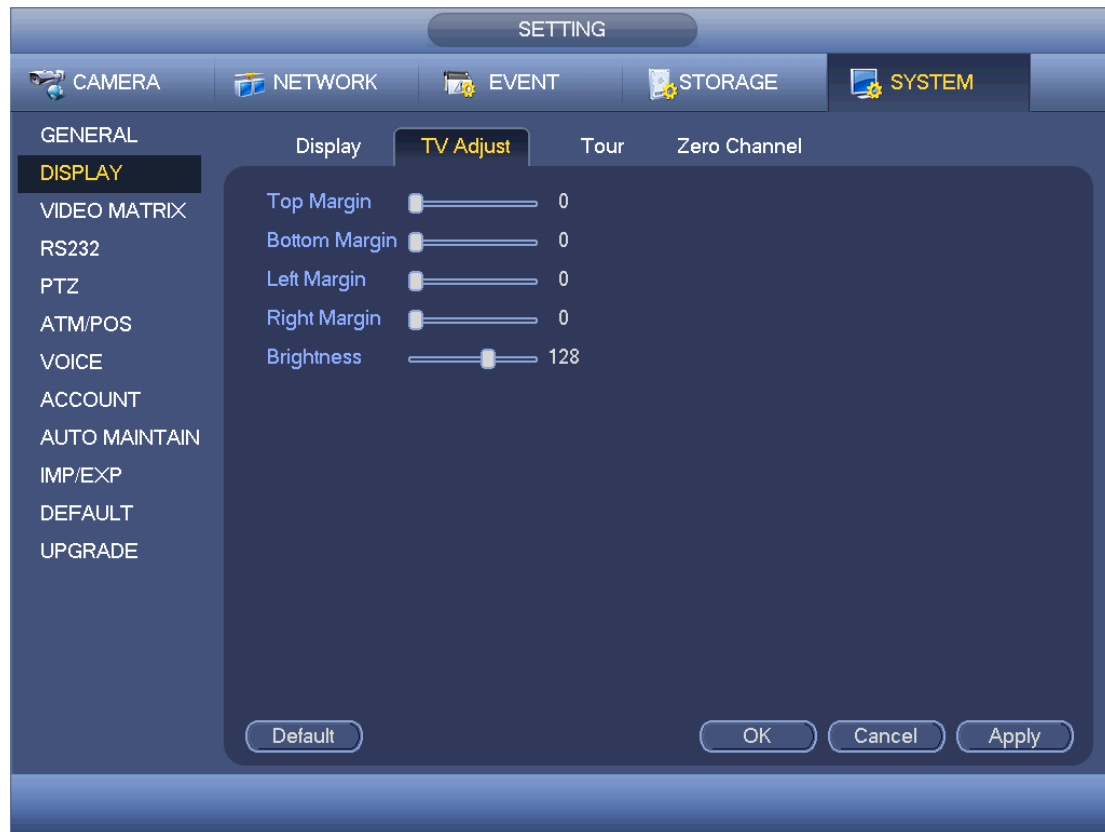 SETTING
CAMERA NETWORK EVENT STORAGE SYSTEM
GENERAL
DISPLAY
VIDEO MATRIX
RS232
PTZ
ATM/POS
VOICE
ACCOUNT
AUTO MAINTAIN
IMP/EXP
DEFAULT
UPGRADE
Display TV Adjust Tour Zero Channel
Top Margin 0
Bottom Margin 0
Left Margin 0
Right Margin 0
Brightness 128
Default OK Cancel Apply